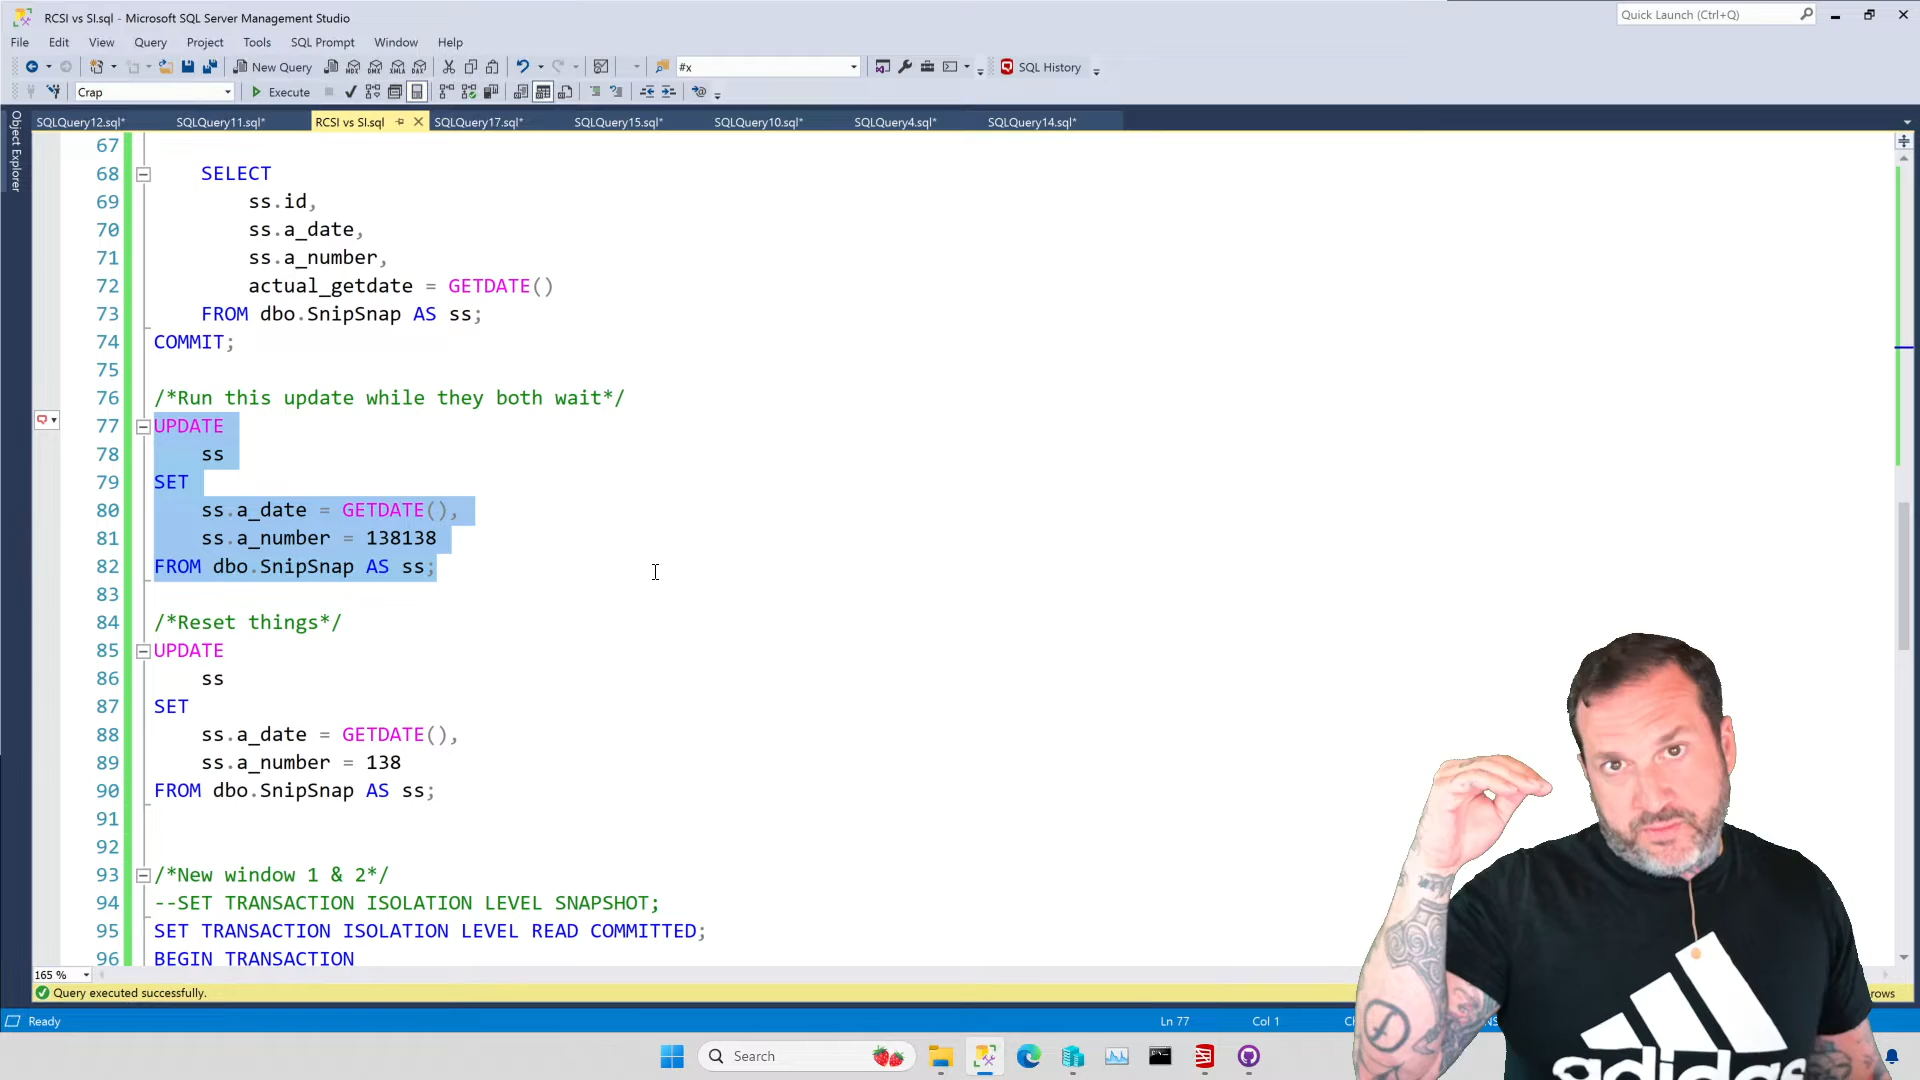 RCSI vs SI.sql - Microsoft SQL Server Management Studio
Quick Launch (Ctrl+Q)
File Edit View Query Project Tools SQL Prompt Window Help
New Query MDX DMX XMLA DAX #x SQL History
Crap Execute
SQLQuery12.sql* SQLQuery11.sql* RCSI vs SI.sql SQLQuery17.sql* SQLQuery15.sql* SQLQuery10.sql* SQLQuery4.sql* SQLQuery14.sql*
Object Explorer
67
68 SELECT
69 ss.id,
70 ss.a_date,
71 ss.a_number,
72 actual_getdate = GETDATE()
73 FROM dbo.SnipSnap AS ss;
74 COMMIT;
75
76 /*Run this update while they both wait*/
77 UPDATE
78 ss
79 SET
80 ss.a_date = GETDATE(),
81 ss.a_number = 138138
82 FROM dbo.SnipSnap AS ss;
83
84 /*Reset things*/
85 UPDATE
86 ss
87 SET
88 ss.a_date = GETDATE(),
89 ss.a_number = 138
90 FROM dbo.SnipSnap AS ss;
91
92
93 /*New window 1 & 2*/
94 --SET TRANSACTION ISOLATION LEVEL SNAPSHOT;
95 SET TRANSACTION ISOLATION LEVEL READ COMMITTED;
96 BEGIN TRANSACTION
165 %
Query executed successfully. rows
Ready Ln 77 Col 1
Search
adidas